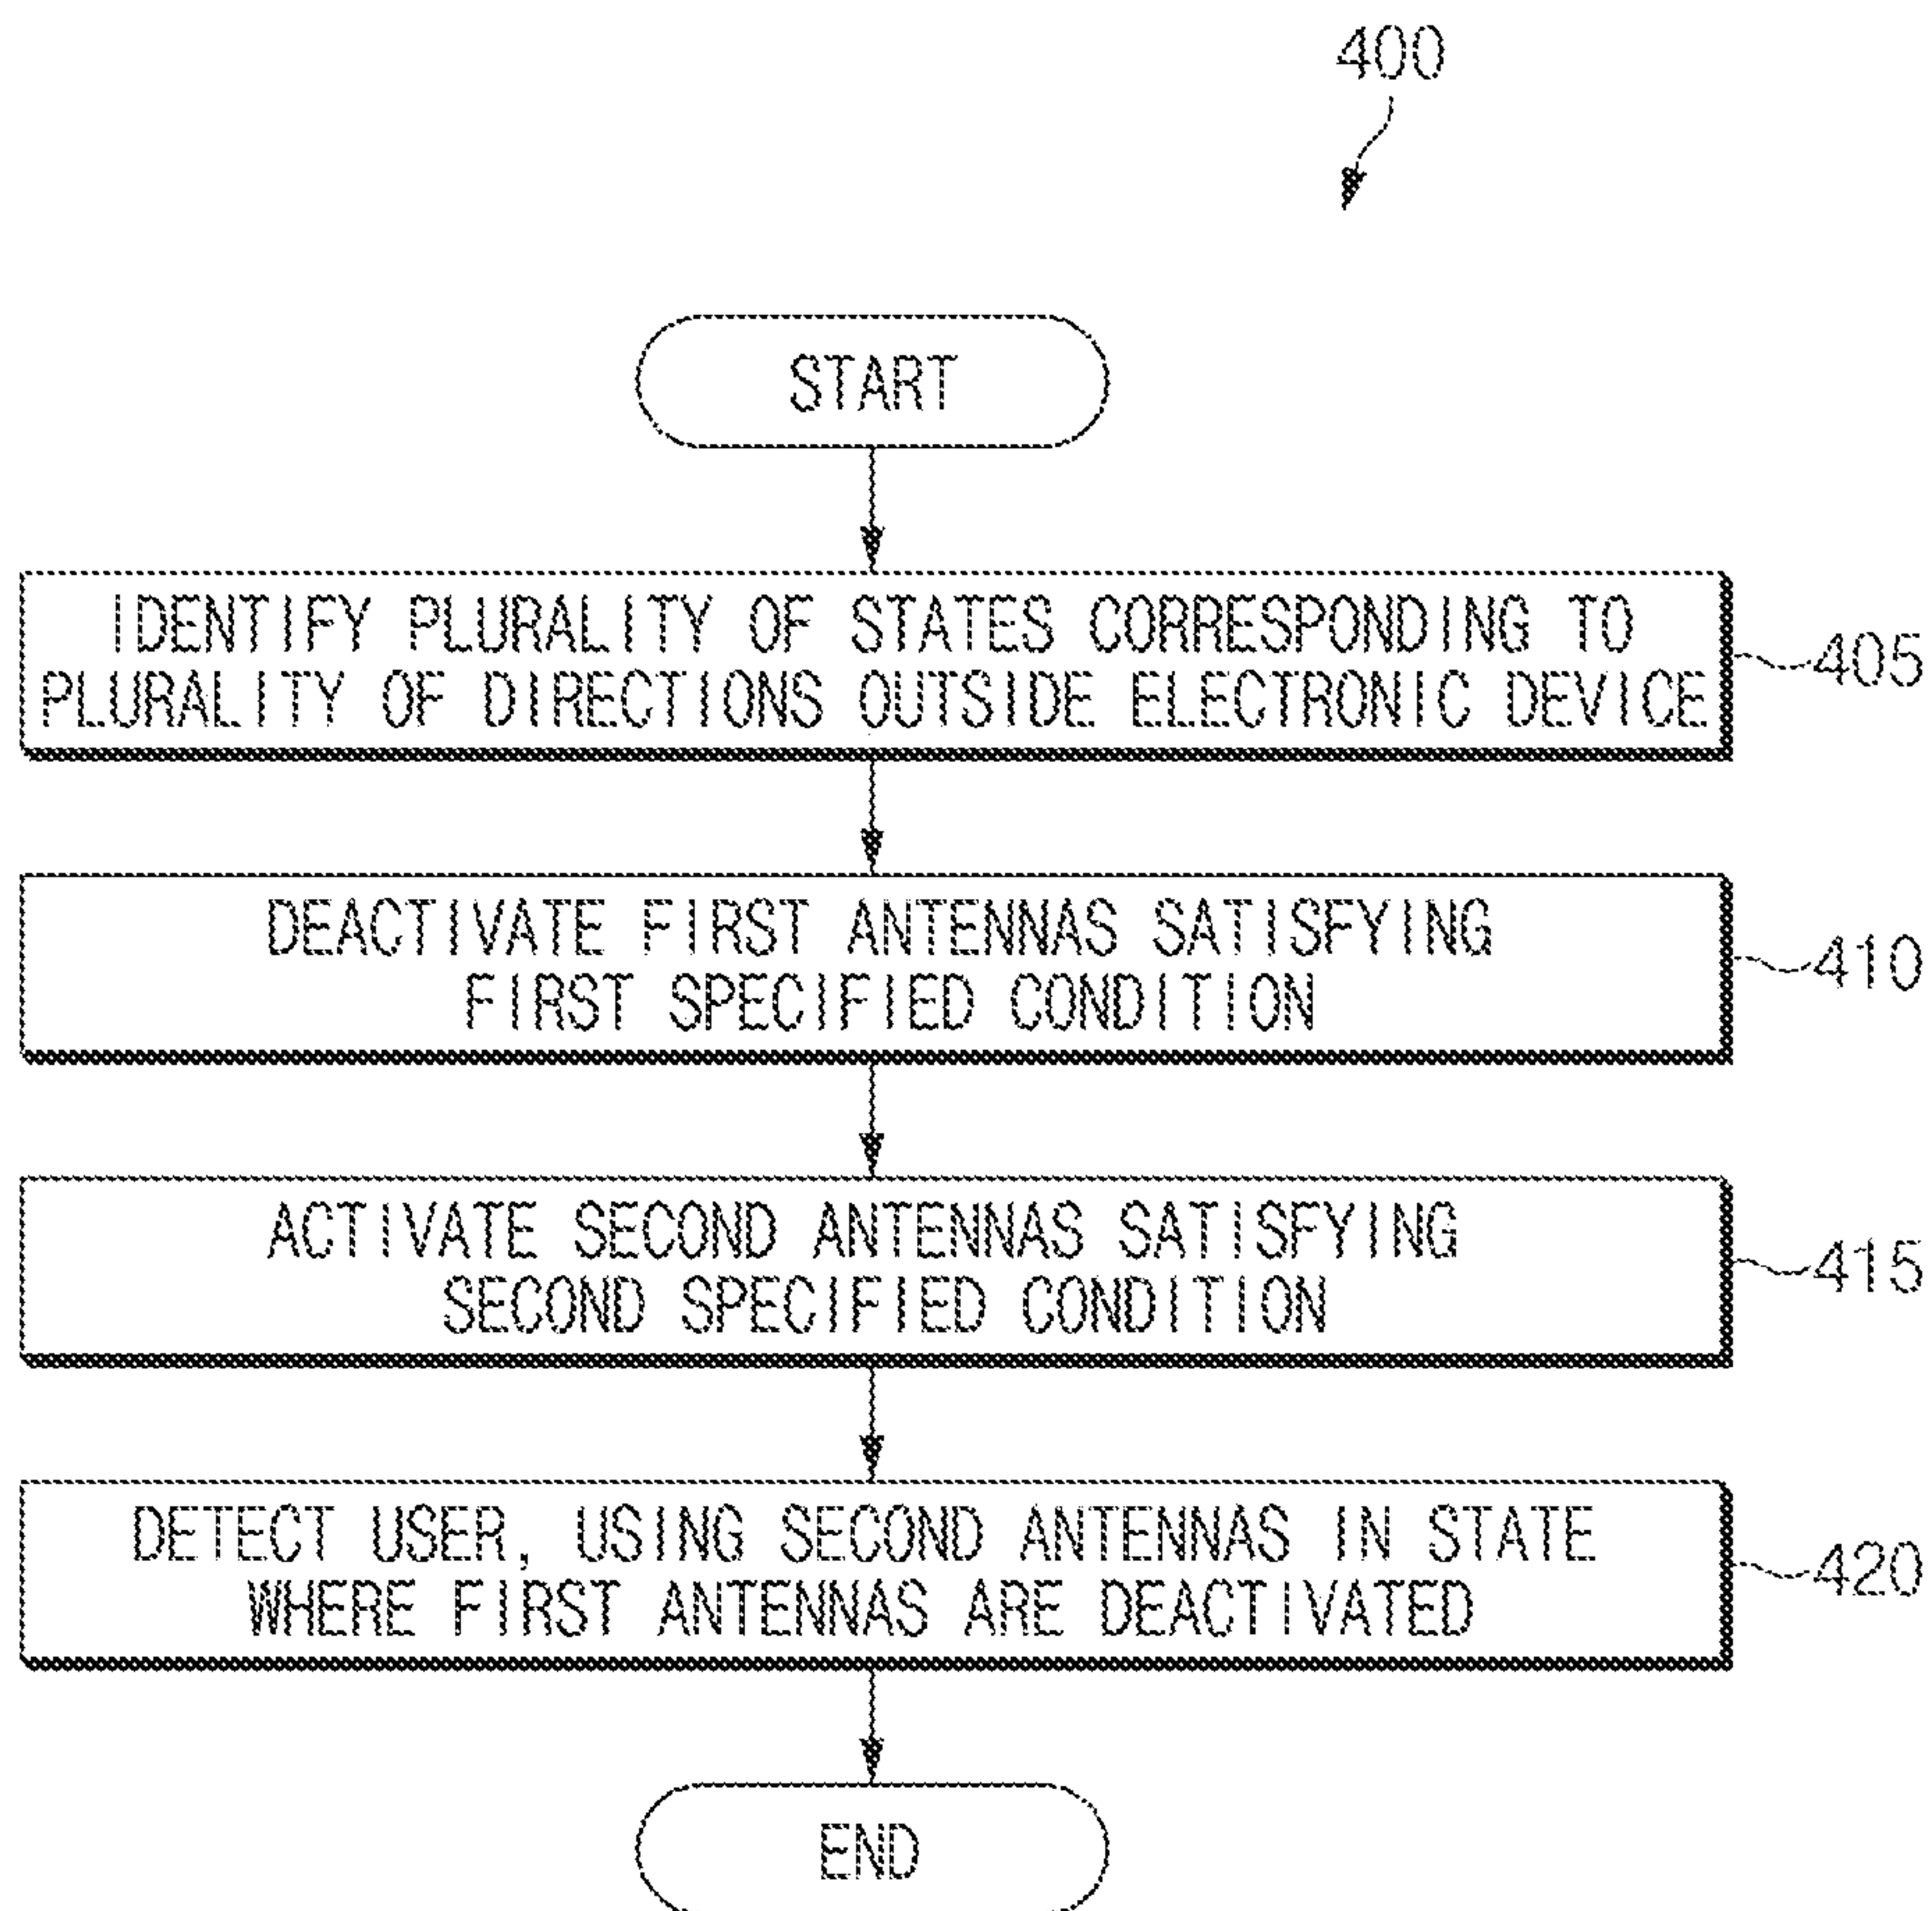 400
START
IDENTIFY PLURALITY OF STATES CORRESPONDING TO
PLURALITY OF DIRECTIONS OUTSIDE ELECTRONIC DEVICE
405
DEACTIVATE FIRST ANTENNAS SATISFYING
FIRST SPECIFIED CONDITION
410
ACTIVATE SECOND ANTENNAS SATISFYING
SECOND SPECIFIED CONDITION
415
DETECT USER, USING SECOND ANTENNAS IN STATE
WHERE FIRST ANTENNAS ARE DEACTIVATED
420
END